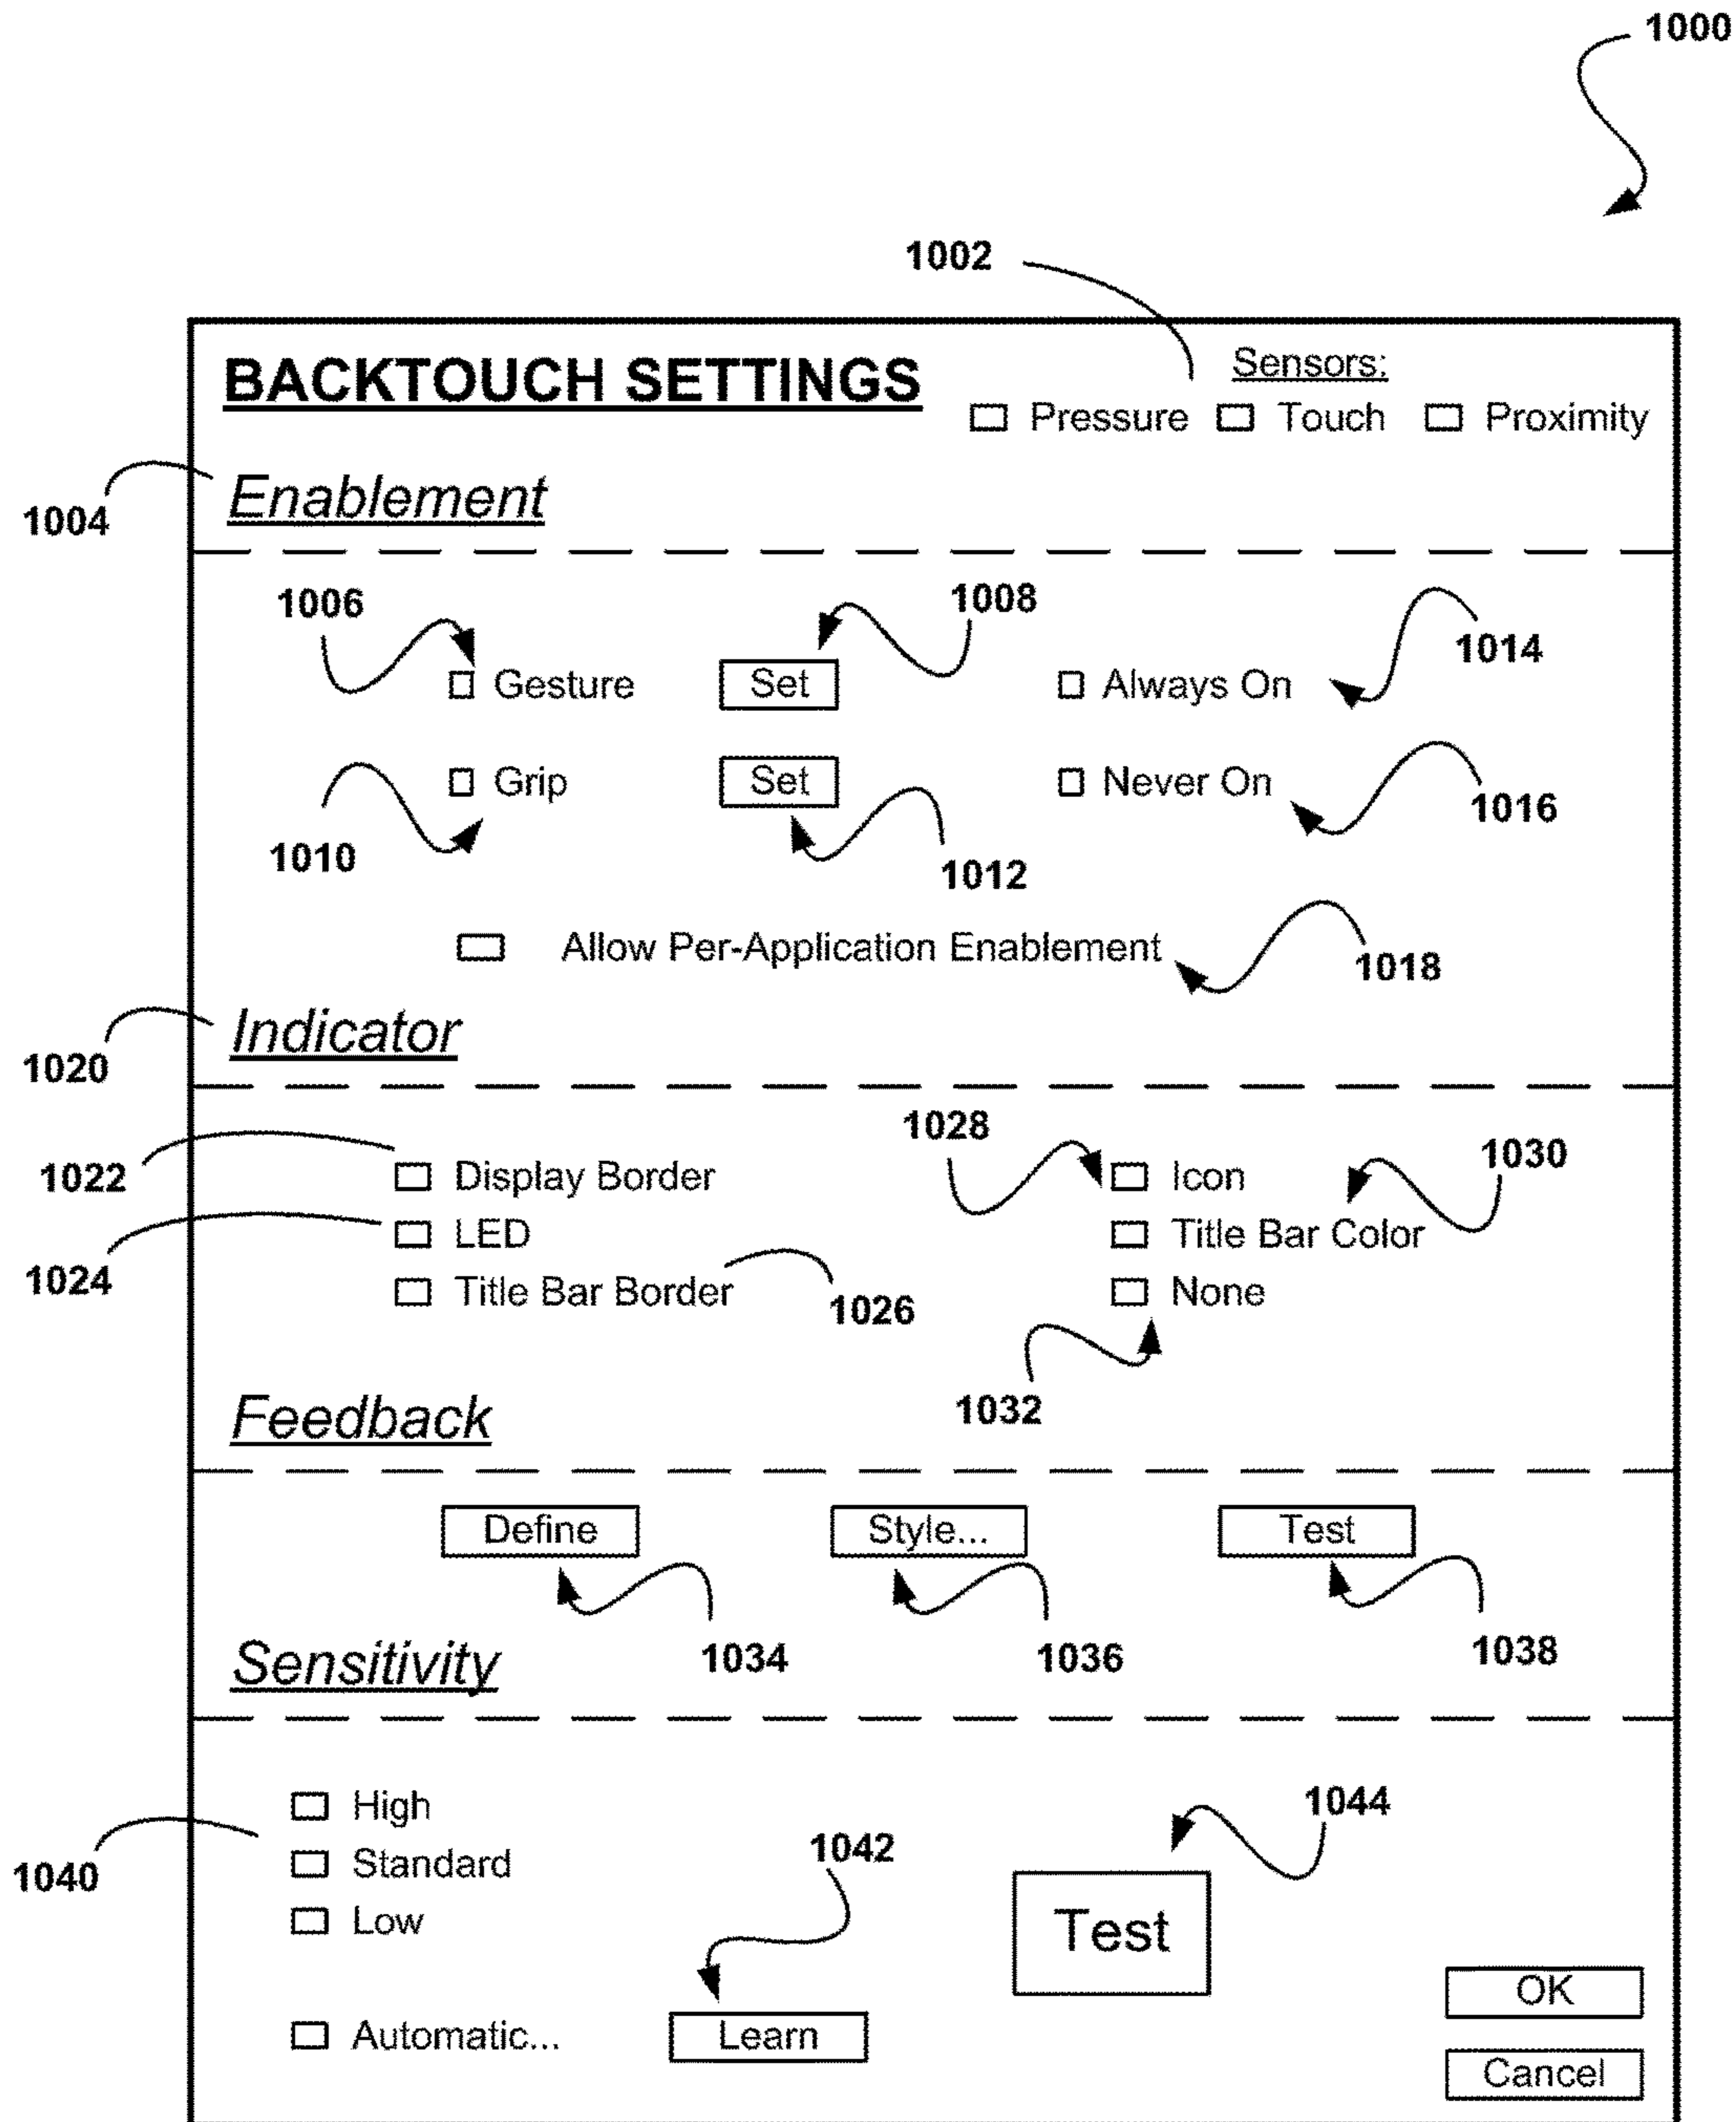 1000
1002
BACKTOUCH SETTINGS
Sensors:
Pressure Touch Proximity
1004
Enablement
1006 1008 1014
Gesture Set Always On
Grip Set Never On
1010 1012 1016
Allow Per-Application Enablement 1018
1020
Indicator
1022 1028 1030
Display Border Icon
1024
LED Title Bar Color
Title Bar Border 1026 None
1032
Feedback
Define Style... Test
1034 1036 1038
Sensitivity
High 1044
1040
Standard 1042
Low Test
Automatic... Learn
OK
Cancel